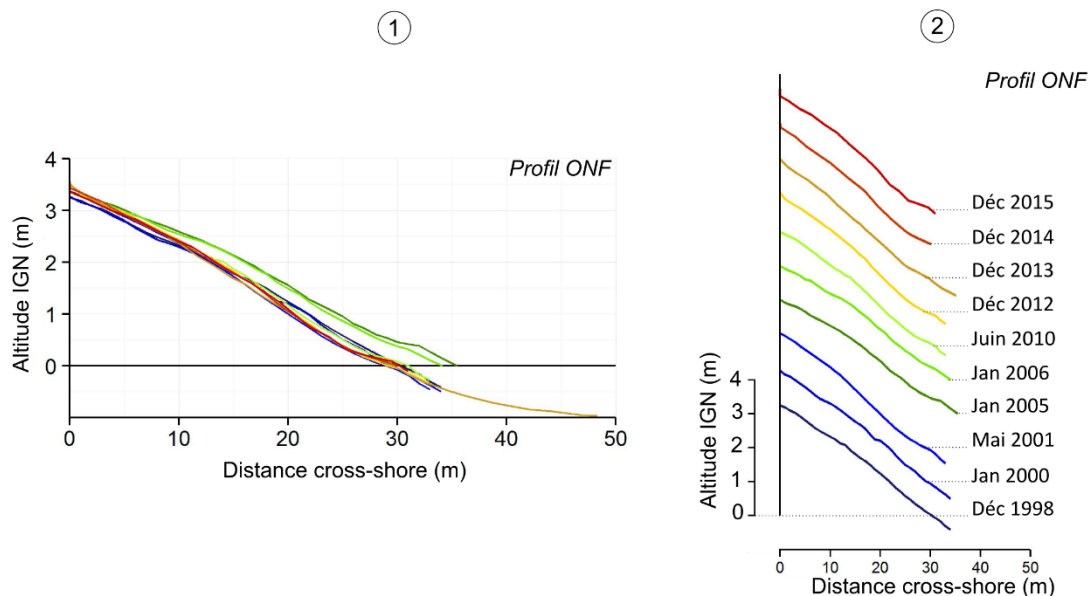 1
2
Profil ONF
4
3
2
1
0
Altitude IGN (m)
0
10
20
30
40
50
Distance cross-shore (m)
Profil ONF
Déc 2015
Déc 2014
Déc 2013
Déc 2012
Juin 2010
Jan 2006
Jan 2005
Mai 2001
Jan 2000
Déc 1998
4
3
2
1
0
Altitude IGN (m)
0
10
20
30
40
50
Distance cross-shore (m)